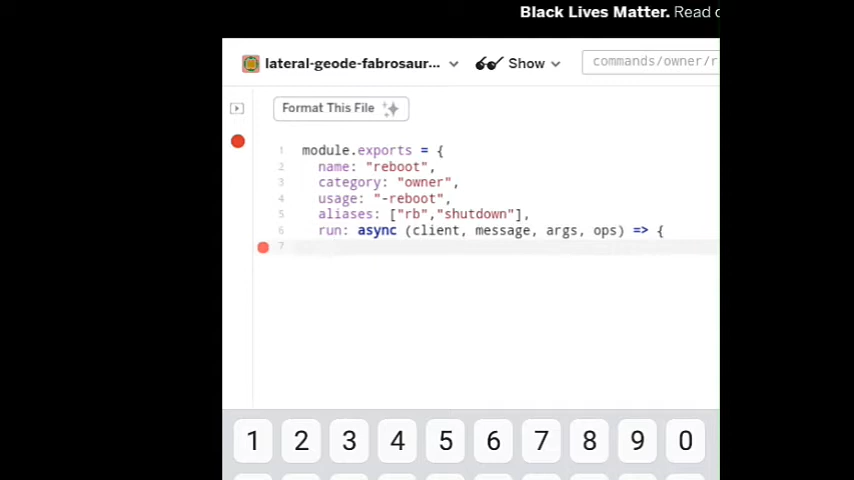 Black Lives Matter. Read
lateral-geode-fabrosaur... Show commands/owner/r
Format This File
1 module.exports = {
2 name: "reboot",
3 category: "owner",
4 usage: "-reboot",
5 aliases: ["rb","shutdown"],
6 run: async (client, message, args, ops) => {
7
1 2 3 4 5 6 7 8 9 0